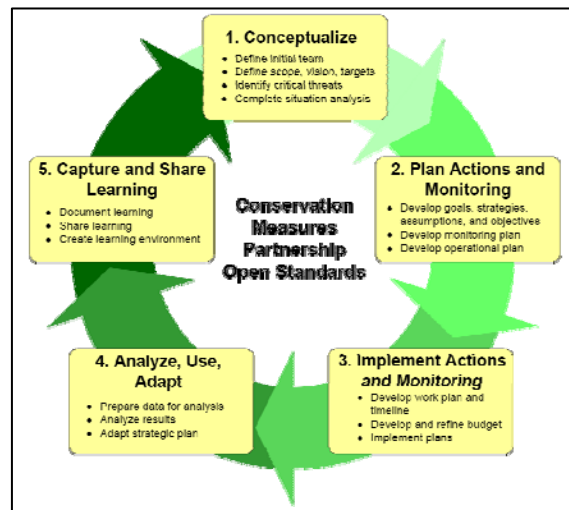 1. Conceptualize
• Define initial team
• Define scope, vision, targets
• Identify critical threats
• Complete situation analysis
2. Plan Actions and
Monitoring
• Develop goals, strategies,
assumptions, and objectives
• Develop monitoring plan
• Develop operational plan
3. Implement Actions
and Monitoring
• Develop work plan and
timeline
• Develop and refine budget
• Implement plans
4. Analyze, Use,
Adapt
• Prepare data for analysis
• Analyze results
• Adapt strategic plan
5. Capture and Share
Learning
• Document learning
• Share learning
• Create learning environment
Conservation
Measures
Partnership
Open Standards